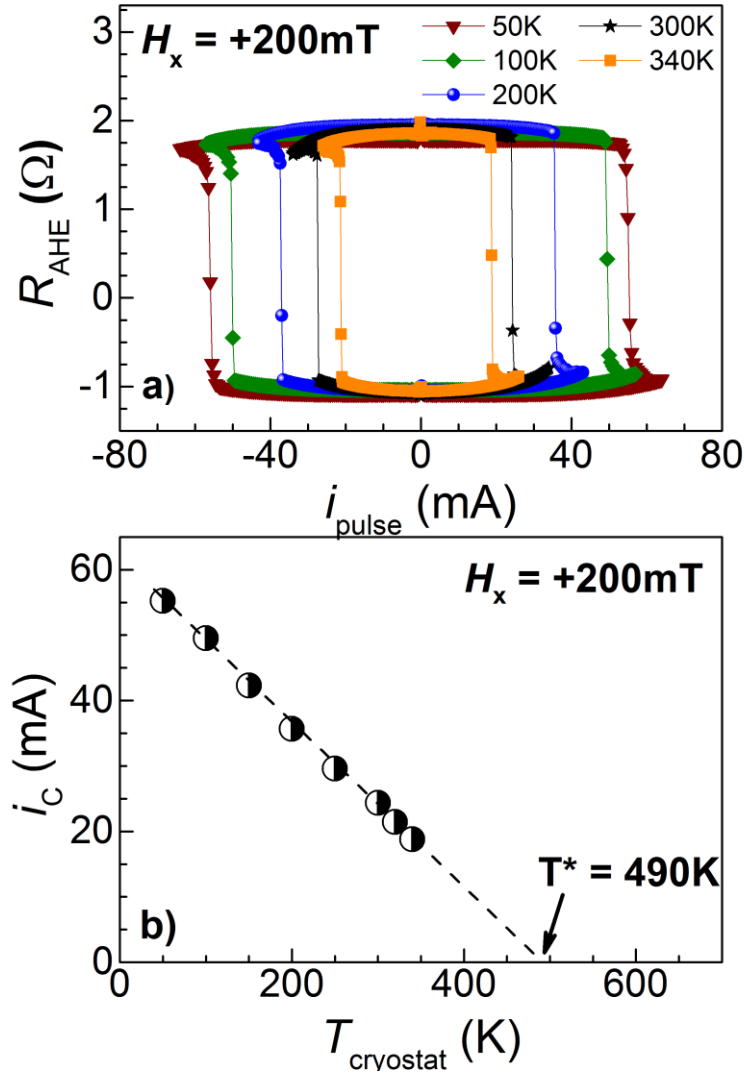 H_x = +200mT
50K 300K
100K 340K
200K
3
2
1
0
-1
R_AHE (Ω)
a)
-80 -40 0 40 80
i_pulse (mA)
60
40
20
0
i_C (mA)
H_x = +200mT
T* = 490K
b)
0 200 400 600
T_cryostat (K)